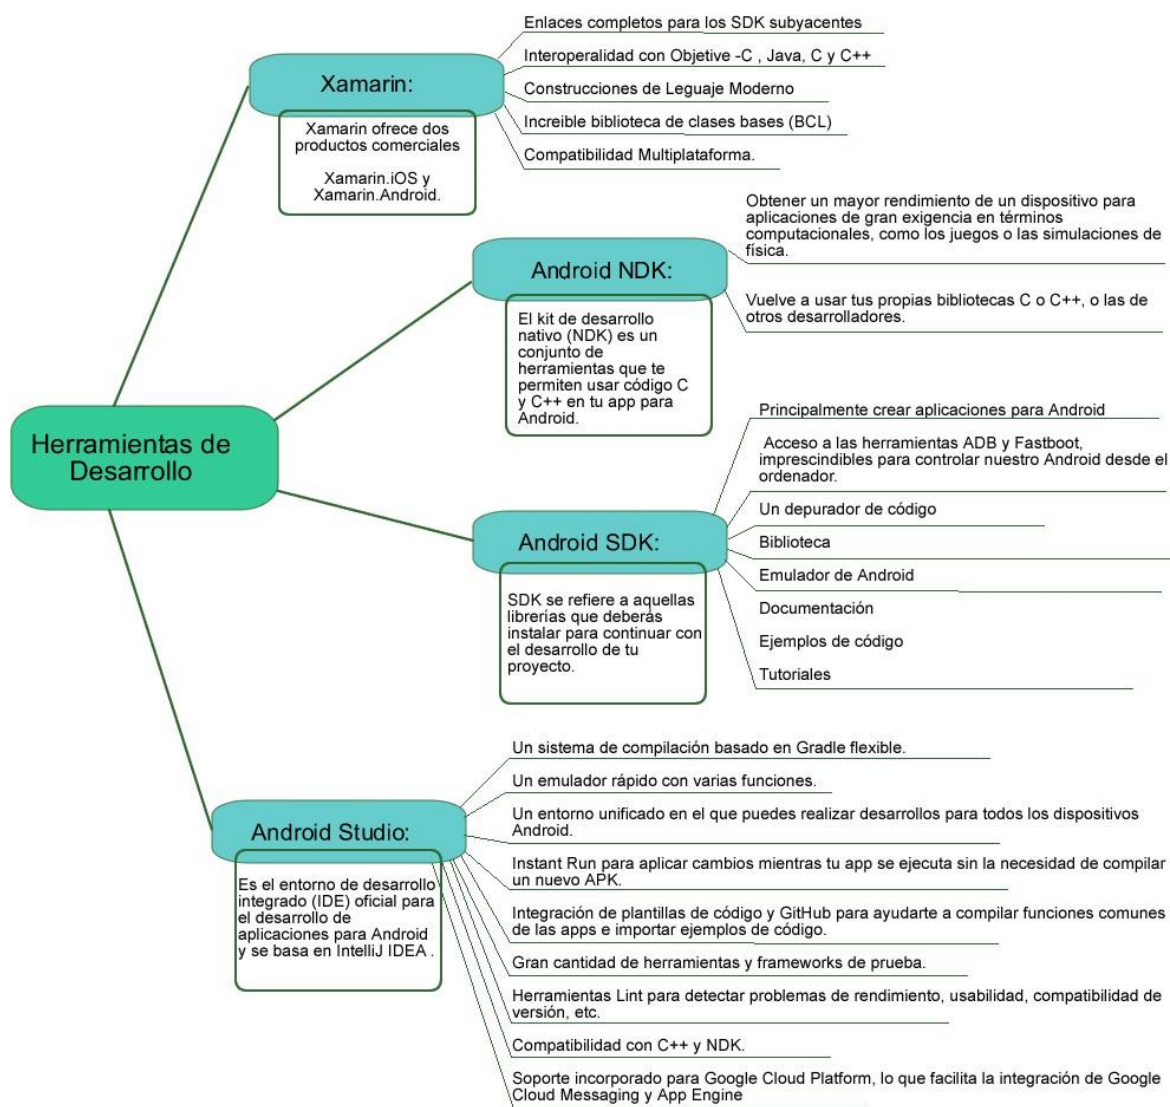 Herramientas de
Desarrollo
Xamarin:
Xamarin ofrece dos
productos comerciales
Xamarin.iOS y
Xamarin.Android.
Enlaces completos para los SDK subyacentes
Interoperalidad con Objetive -C , Java, C y C++
Construcciones de Leguaje Moderno
Increible biblioteca de clases bases (BCL)
Compatibilidad Multiplataforma.
Android NDK:
El kit de desarrollo
nativo (NDK) es un
conjunto de
herramientas que te
permiten usar código C
y C++ en tu app para
Android.
Obtener un mayor rendimiento de un dispositivo para
aplicaciones de gran exigencia en términos
computacionales, como los juegos o las simulaciones de
física.
Vuelve a usar tus propias bibliotecas C o C++, o las de
otros desarrolladores.
Android SDK:
SDK se refiere a aquellas
librerías que deberás
instalar para continuar con
el desarrollo de tu
proyecto.
Principalmente crear aplicaciones para Android
Acceso a las herramientas ADB y Fastboot,
imprescindibles para controlar nuestro Android desde el
ordenador.
Un depurador de código
Biblioteca
Emulador de Android
Documentación
Ejemplos de código
Tutoriales
Android Studio:
Es el entorno de desarrollo
integrado (IDE) oficial para
el desarrollo de
aplicaciones para Android
y se basa en IntelliJ IDEA .
Un sistema de compilación basado en Gradle flexible.
Un emulador rápido con varias funciones.
Un entorno unificado en el que puedes realizar desarrollos para todos los dispositivos
Android.
Instant Run para aplicar cambios mientras tu app se ejecuta sin la necesidad de compilar
un nuevo APK.
Integración de plantillas de código y GitHub para ayudarte a compilar funciones comunes
de las apps e importar ejemplos de código.
Gran cantidad de herramientas y frameworks de prueba.
Herramientas Lint para detectar problemas de rendimiento, usabilidad, compatibilidad de
versión, etc.
Compatibilidad con C++ y NDK.
Soporte incorporado para Google Cloud Platform, lo que facilita la integración de Google
Cloud Messaging y App Engine